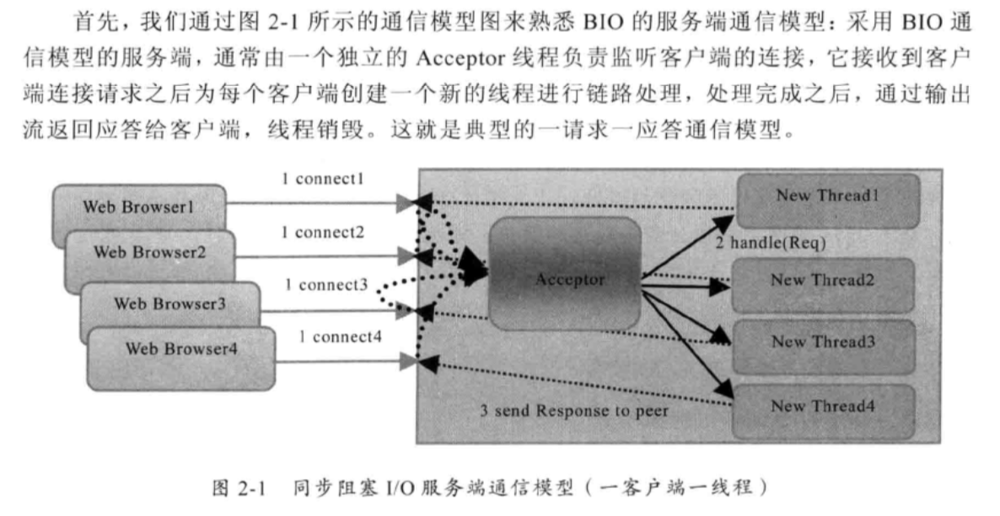 首先，我们通过图 2-1 所示的通信模型图来熟悉 BIO 的服务端通信模型：采用 BIO 通
信模型的服务端，通常由一个独立的 Acceptor 线程负责监听客户端的连接，它接收到客户
端连接请求之后为每个客户端创建一个新的线程进行链路处理，处理完成之后，通过输出
流返回应答给客户端，线程销毁。这就是典型的一请求一应答通信模型。
1 connect1
Web Browser1
New Thread1
1 connect2
2 handle(Req)
Web Browser2
1 connect3
Acceptor
New Thread2
Web Browser3
1 connect4
New Thread3
Web Browser4
3 send Response to peer
New Thread4
图 2-1 同步阻塞 I/O 服务端通信模型（一客户端一线程）